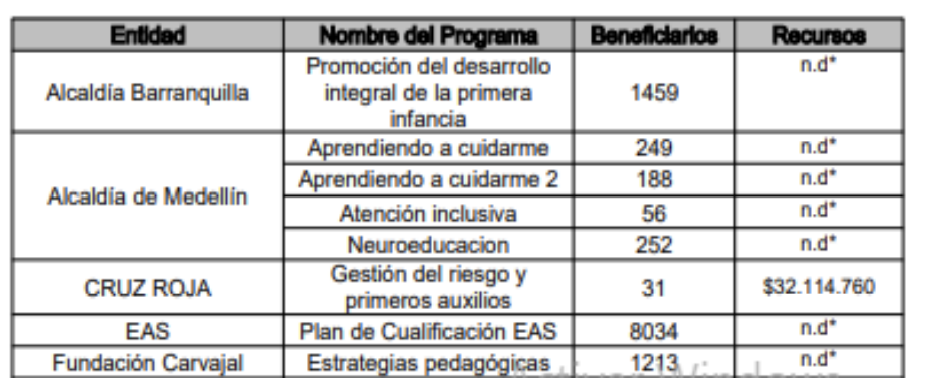 Entidad Nombre del Programa Beneficiarios Recursos
Alcaldía Barranquilla Promoción del desarrollo integral de la primera infancia 1459 n.d*
Alcaldía de Medellín Aprendiendo a cuidarme 249 n.d*
Aprendiendo a cuidarme 2 188 n.d*
Atención inclusiva 56 n.d*
Neuroeducacion 252 n.d*
CRUZ ROJA Gestión del riesgo y primeros auxilios 31 $32.114.760
EAS Plan de Cualificación EAS 8034 n.d*
Fundación Carvajal Estrategias pedagógicas 1213 n.d*